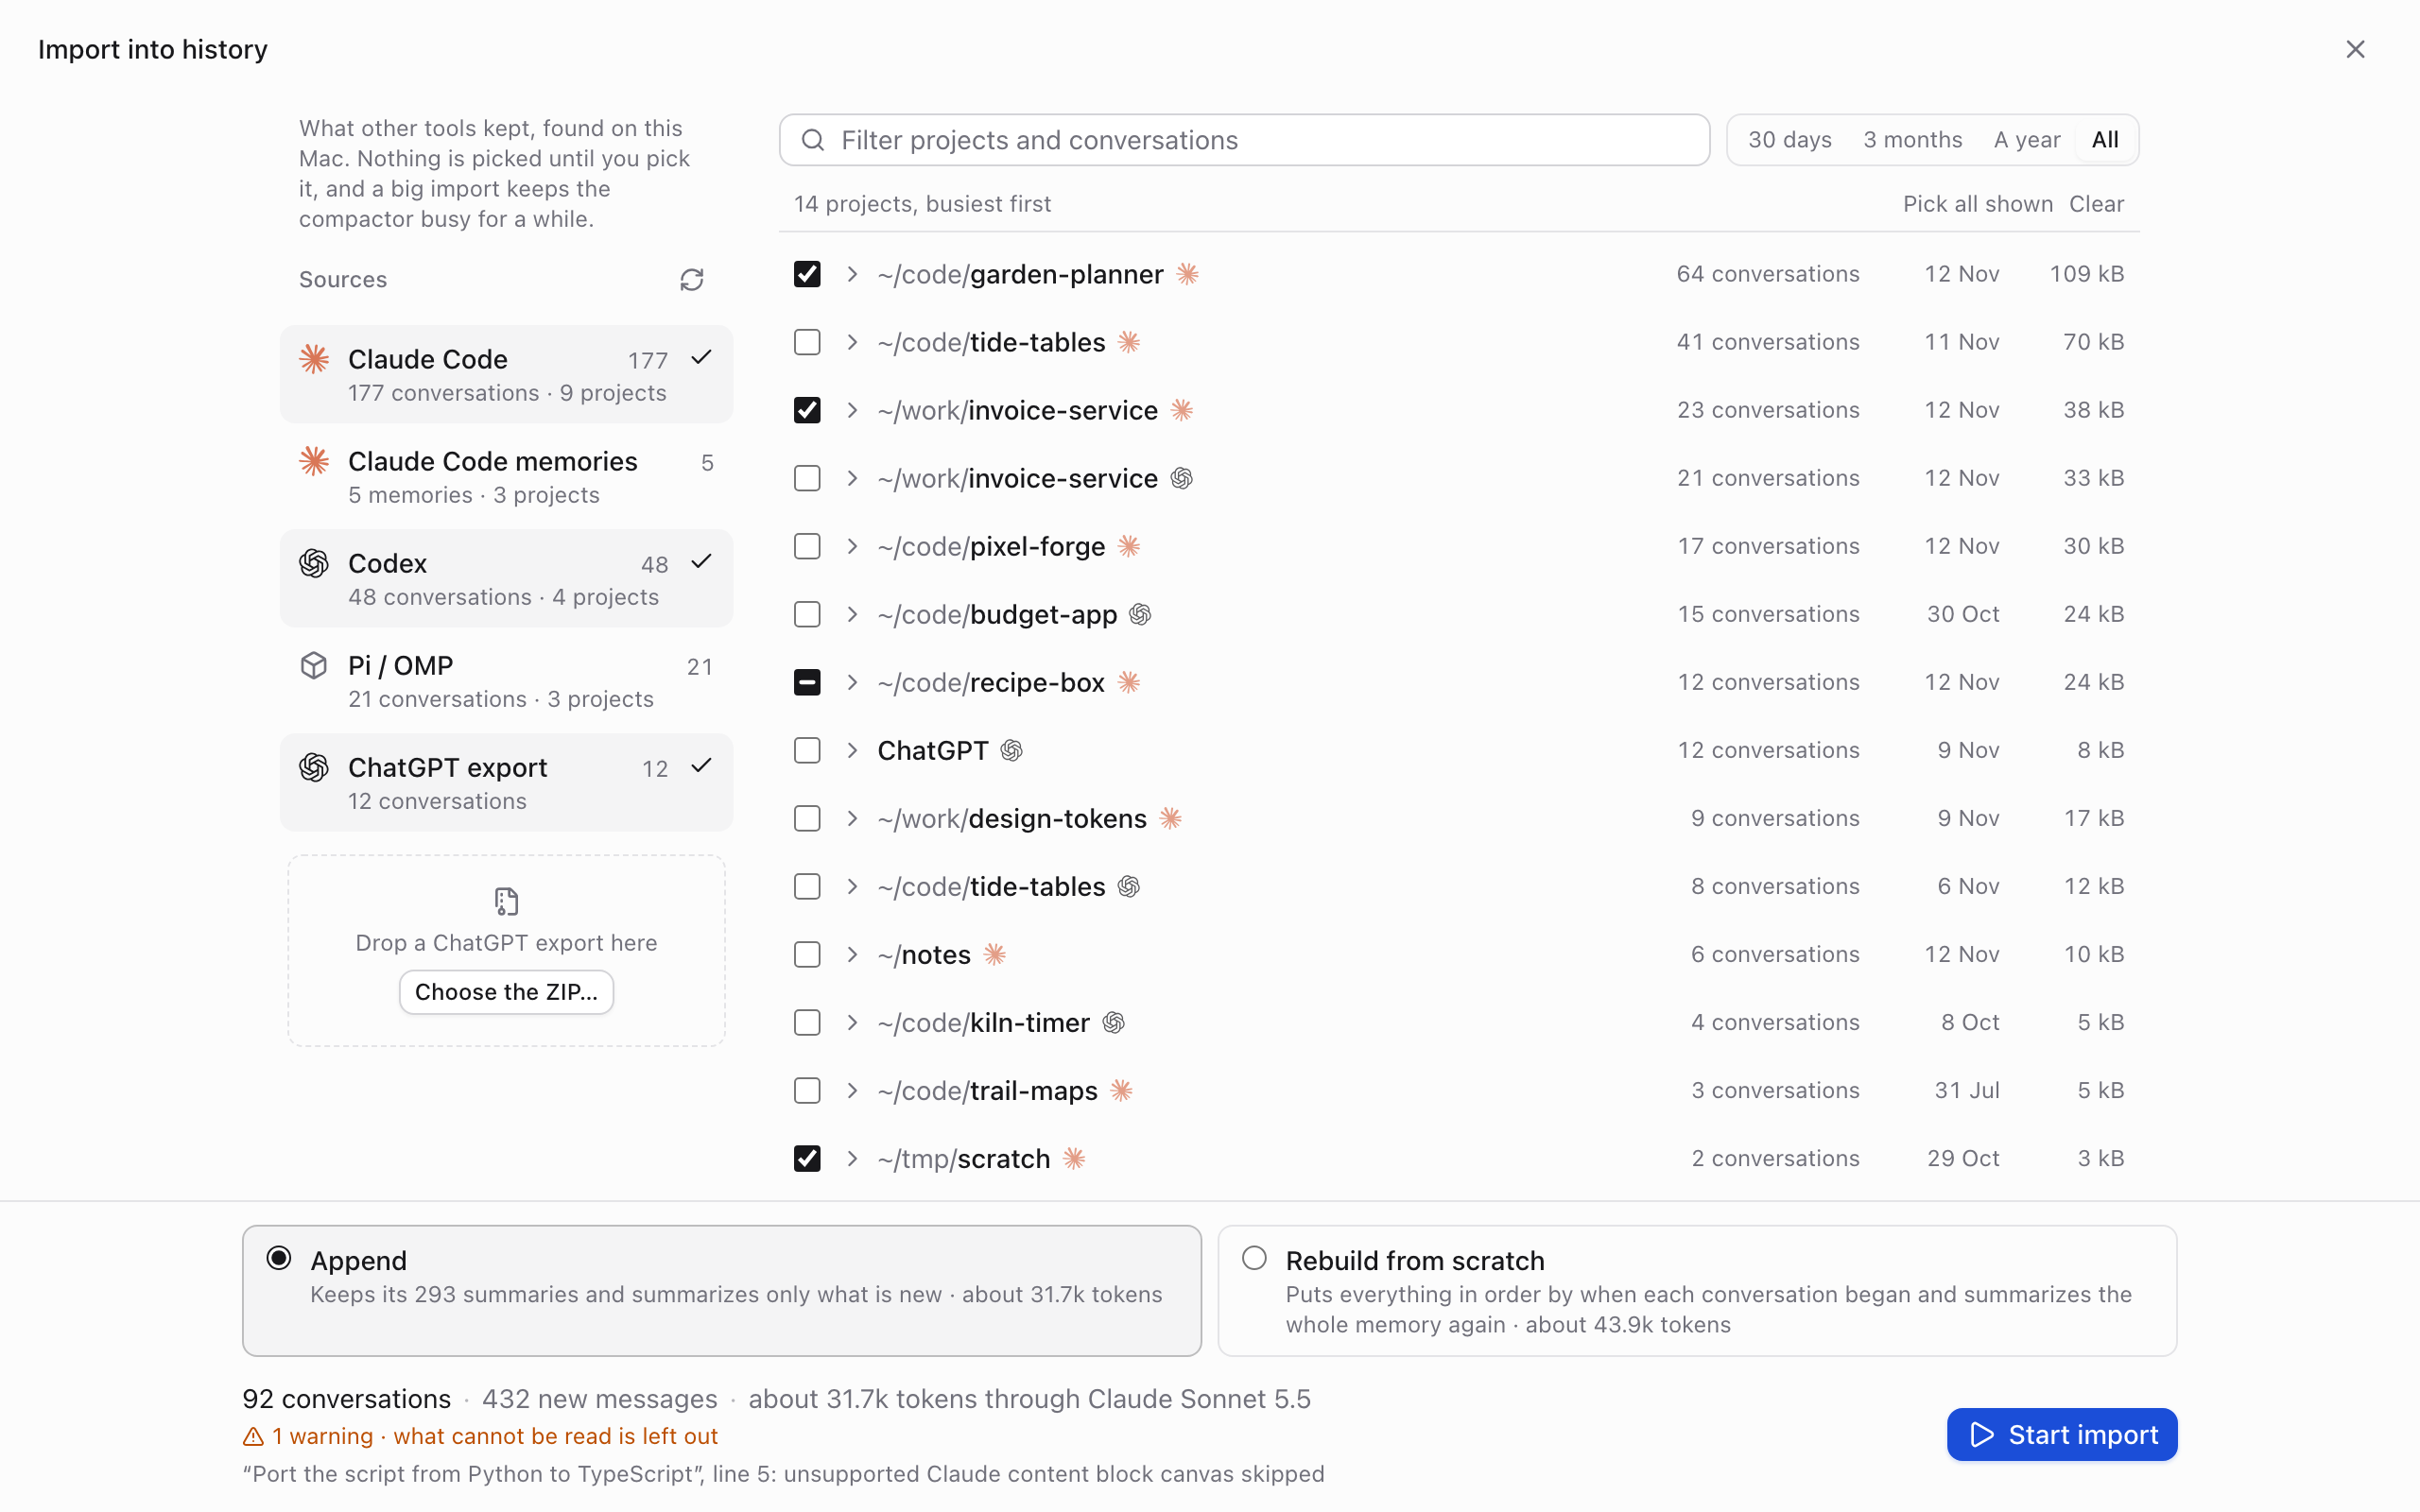 Import into history
What other tools kept, found on this
Mac. Nothing is picked until you pick
it, and a big import keeps the
compactor busy for a while.
Sources
Claude Code 177
177 conversations · 9 projects
Claude Code memories 5
5 memories · 3 projects
Codex 48
48 conversations · 4 projects
Pi / OMP 21
21 conversations · 3 projects
ChatGPT export 12
12 conversations
Drop a ChatGPT export here
Choose the ZIP...
Filter projects and conversations
30 days 3 months A year All
14 projects, busiest first Pick all shown Clear
~/code/garden-planner 64 conversations 12 Nov 109 kB
~/code/tide-tables 41 conversations 11 Nov 70 kB
~/work/invoice-service 23 conversations 12 Nov 38 kB
~/work/invoice-service 21 conversations 12 Nov 33 kB
~/code/pixel-forge 17 conversations 12 Nov 30 kB
~/code/budget-app 15 conversations 30 Oct 24 kB
~/code/recipe-box 12 conversations 12 Nov 24 kB
ChatGPT 12 conversations 9 Nov 8 kB
~/work/design-tokens 9 conversations 9 Nov 17 kB
~/code/tide-tables 8 conversations 6 Nov 12 kB
~/notes 6 conversations 12 Nov 10 kB
~/code/kiln-timer 4 conversations 8 Oct 5 kB
~/code/trail-maps 3 conversations 31 Jul 5 kB
~/tmp/scratch 2 conversations 29 Oct 3 kB
Append
Keeps its 293 summaries and summarizes only what is new · about 31.7k tokens
Rebuild from scratch
Puts everything in order by when each conversation began and summarizes the
whole memory again · about 43.9k tokens
92 conversations · 432 new messages · about 31.7k tokens through Claude Sonnet 5.5
1 warning · what cannot be read is left out
“Port the script from Python to TypeScript”, line 5: unsupported Claude content block canvas skipped
Start import